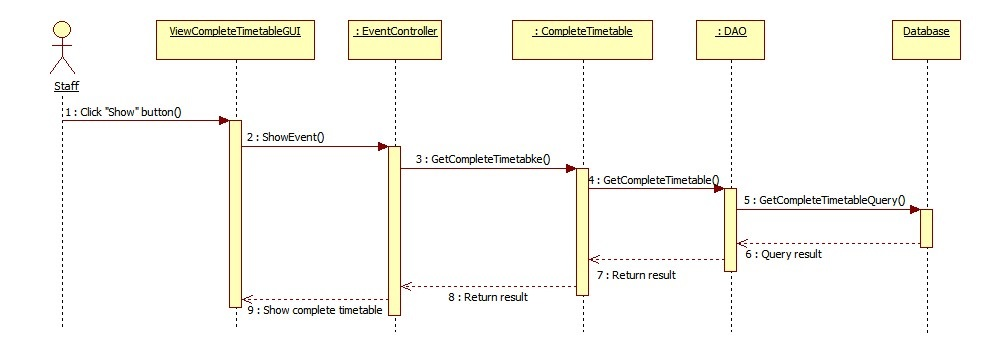 ViewCompleteTimetableGUI
: EventController
: CompleteTimetable
: DAO
Database
Staff
1 : Click "Show" button()
2 : ShowEvent()
3 : GetCompleteTimetabke()
4 : GetCompleteTimetable()
5 : GetCompleteTimetableQuery()
6 : Query result
7 : Return result
8 : Return result
9 : Show complete timetable